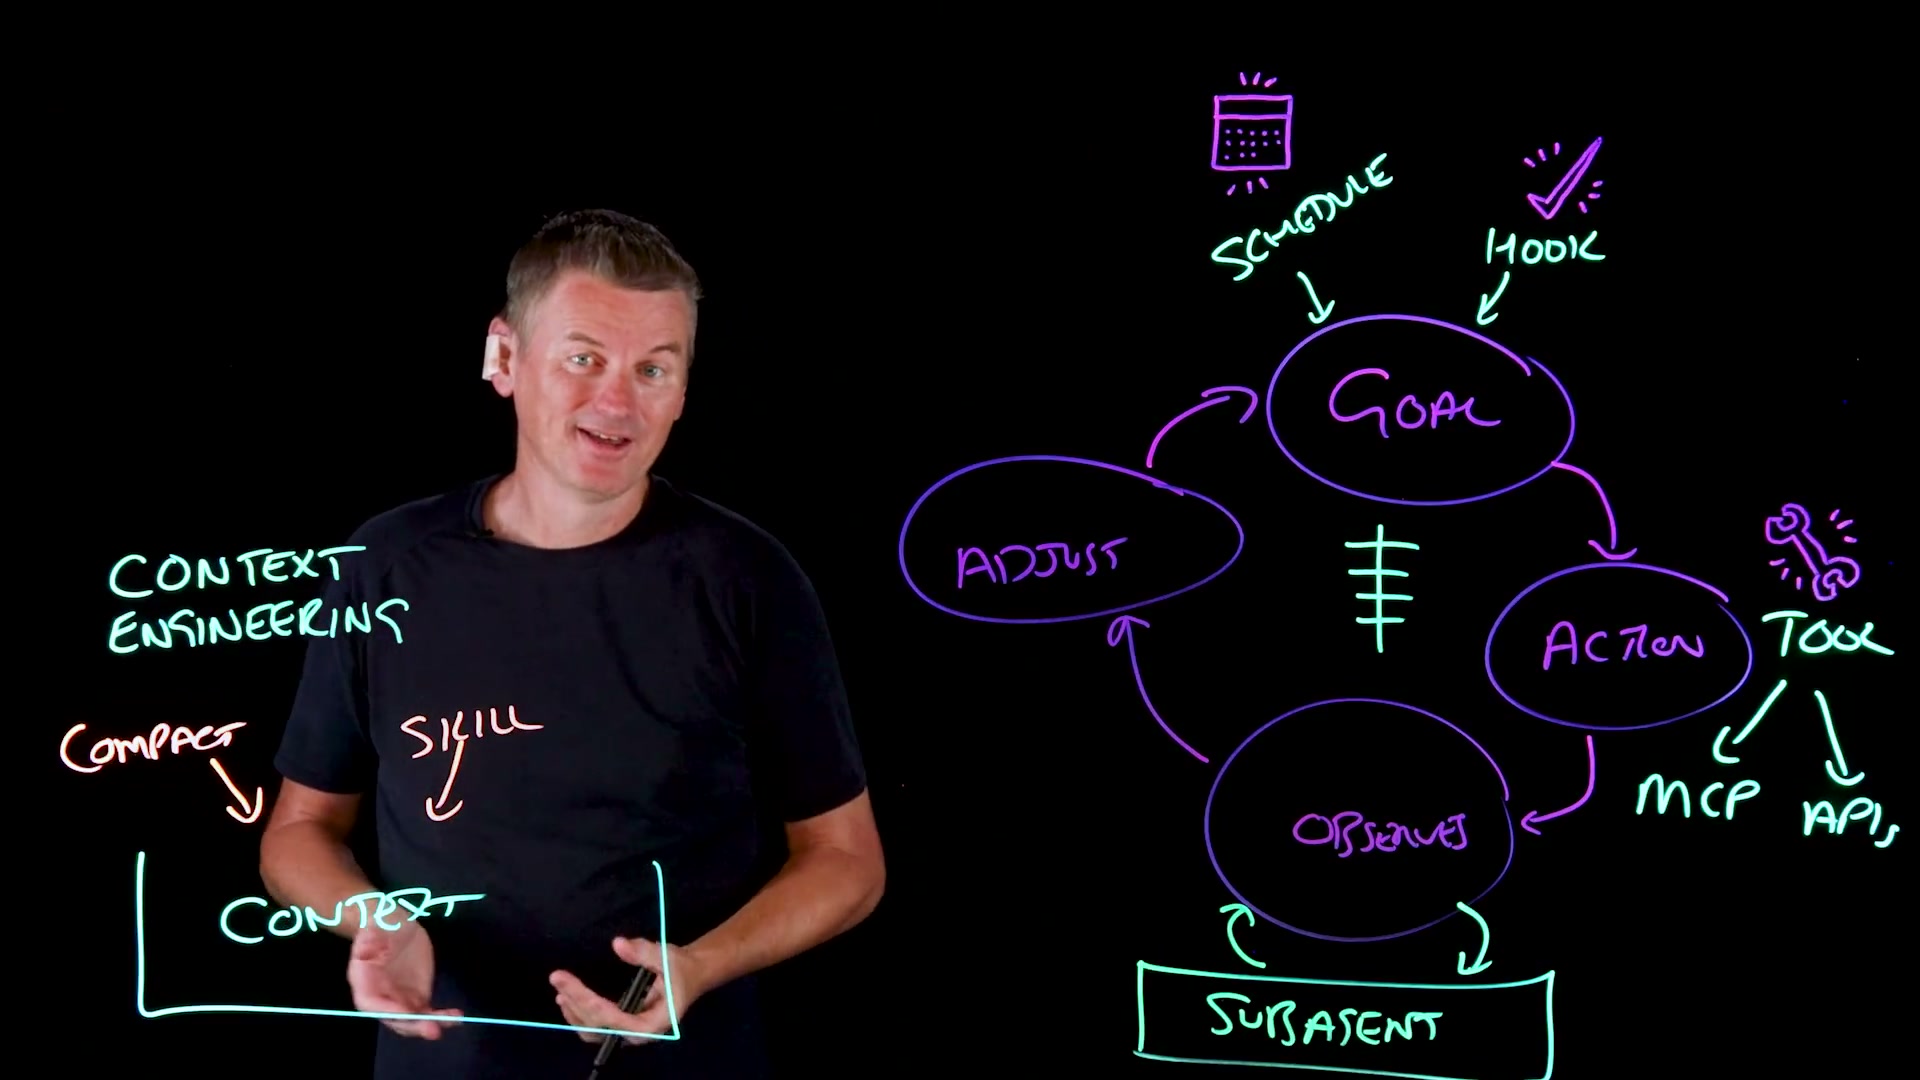 SCHEDULE
HOOK
GOAL
ADJUST
ACTION
TOOL
MCP
APIs
OBSERVES
SUBAGENT
CONTEXT
ENGINEERING
COMPACT
SKILL
CONTEXT